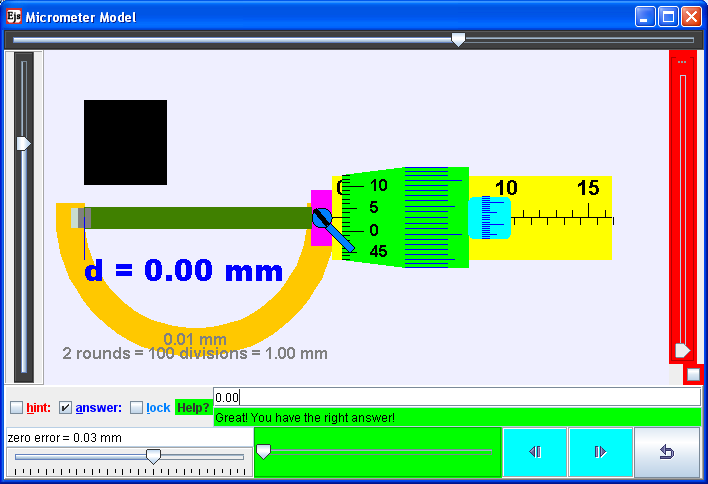 Ejs Micrometer Model
...
0 10 15
10
5
0
45
d = 0.00 mm
0.01 mm
2 rounds = 100 divisions = 1.00 mm
0.00
hint: answer: lock Help?
Great! You have the right answer!
zero error = 0.03 mm